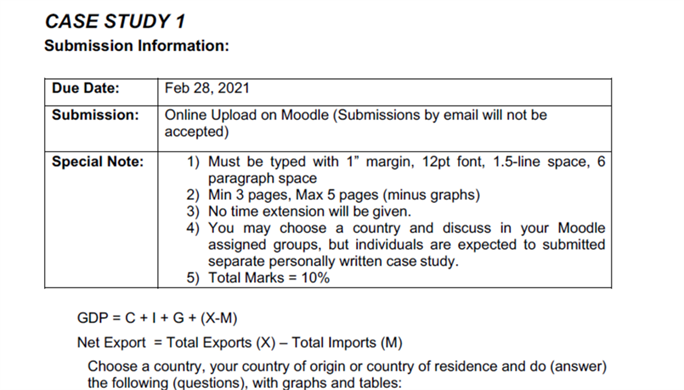 CASE STUDY 1
Submission Information:
Due Date: Feb 28, 2021
Submission: Online Upload on Moodle (Submissions by email will not be
accepted)
Special Note: 1) Must be typed with 1” margin, 12pt font, 1.5-line space, 6
paragraph space
2) Min 3 pages, Max 5 pages (minus graphs)
3) No time extension will be given.
4) You may choose a country and discuss in your Moodle
assigned groups, but individuals are expected to submitted
separate personally written case study.
5) Total Marks = 10%
GDP = C + I + G + (X-M)
Net Export = Total Exports (X) – Total Imports (M)
Choose a country, your country of origin or country of residence and do (answer)
the following (questions), with graphs and tables: